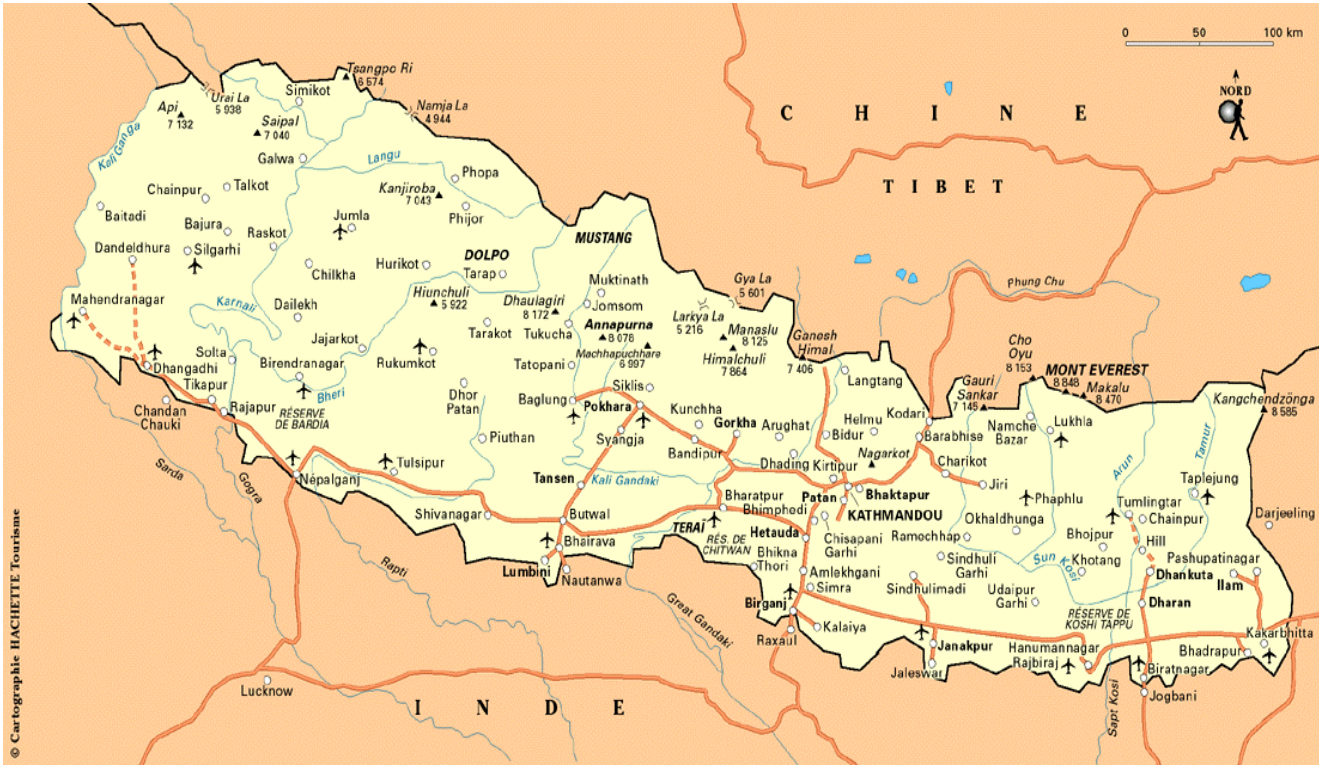 0 50 100 km
NORD
CHINE
TIBET
Tsangpo Ri
6 574
Urai La
5 938
Simikot
Api
7 132
Saipal
7 040
Namja La
4 944
Kali Ganga
Galwa
Langu
Phopa
Chainpur
Talkot
Kanjiroba
7 043
Baitadi
Bajura
Jumla
Phijor
Dandeldhura
Silgarhi
Raskot
MUSTANG
DOLPO
Chilkha
Hurikot
Tarap
Muktinath
Gya La
5 601
Phung Chu
Mahendranagar
Karnali
Dailekh
Hiunchuli
5 922
Dhaulagiri
8 172
Jomsom
Larkya La
5 216
Jajarkot
Tarakot
Tukucha
Annapurna
8 078
Manaslu
8 125
Ganesh
Himal
7 406
Cho
Oyu
8 153
Solta
Birendranagar
Rukumkot
Machhapuchhare
6 997
Himalchuli
7 864
MONT EVEREST
8 848
Makalu
8 470
Dhangadhi
Tatopani
Langtang
Gauri
Sankar
7 145
Kangchendzönga
8 585
Tikapur
Bheri
Dhor
Patan
Siklis
Chandan
Chauki
Rajapur
RÉSERVE
DE BARDIA
Baglung
Pokhara
Kunchha
Gorkha
Arughat
Helmu
Kodari
Namche
Bazar
Lukhla
Piuthan
Syangja
Bandipur
Bidur
Barabhise
Tamur
Sarda
Gogra
Népalganj
Tulsipur
Tansen
Kali Gandaki
Dhading
Kirtipur
Nagarkot
Charikot
Jiri
Arun
Taplejung
Bharatpur
Bhimphedi
Patan
Bhaktapur
KATHMANDOU
Phaphlu
Tumlingtar
Shivanagar
Butwal
TERAÏ
Hetauda
Chisapani
Garhi
Ramochhap
Okhaldhunga
Chainpur
Darjeeling
Bhairava
RÉS. DE
CHITWAN
Bhojpur
Hill
Lumbini
Nautanwa
Bhikna
Thori
Amlekhgani
Sindhuli
Garhi
Sun Kosi
Khotang
Pashupatinagar
Rapti
Simra
Sindhulimadi
Dhankuta
Ilam
Great Gandaki
Birganj
Udaipur
Garhi
RÉSERVE DE
KOSHI TAPPU
Dharan
Raxaul
Kalaiya
Janakpur
Hanumannagar
Rajbiraj
Kakarbhitta
Jaleswar
Bhadrapur
Biratnagar
Lucknow
Sapt Kosi
Jogbani
INDE
© Cartographie HACHETTE Tourisme